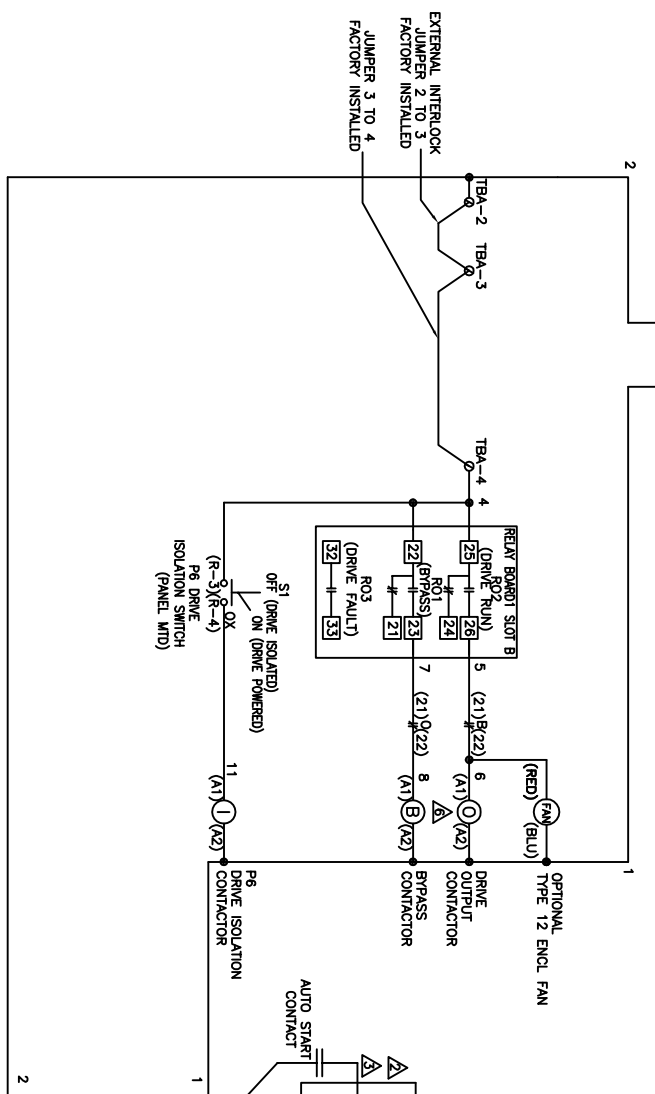 2
1
EXTERNAL INTERLOCK
JUMPER 2 TO 3
FACTORY INSTALLED
JUMPER 3 TO 4
FACTORY INSTALLED
TBA-2
TBA-3
TBA-4
4
RELAY BOARD1 SLOT B
25
RO2
(DRIVE RUN)
26
24
22
RO1
(BYPASS)
23
21
32
RO3
(DRIVE FAULT)
33
5
(21)B(22)
6
(A1)
O
(A2)
6
DRIVE
OUTPUT
CONTACTOR
(RED)
FAN
(BLU)
OPTIONAL
TYPE 12 ENCL FAN
7
(21)O(22)
8
(A1)
B
(A2)
BYPASS
CONTACTOR
S1
OFF (DRIVE ISOLATED)
ON (DRIVE POWERED)
OX
(R-3)(R-4)
P6 DRIVE
ISOLATION SWITCH
(PANEL MTD)
11
(A1)
I
(A2)
P6
DRIVE ISOLATION
CONTACTOR
AUTO START
CONTACT
2
3
1
2